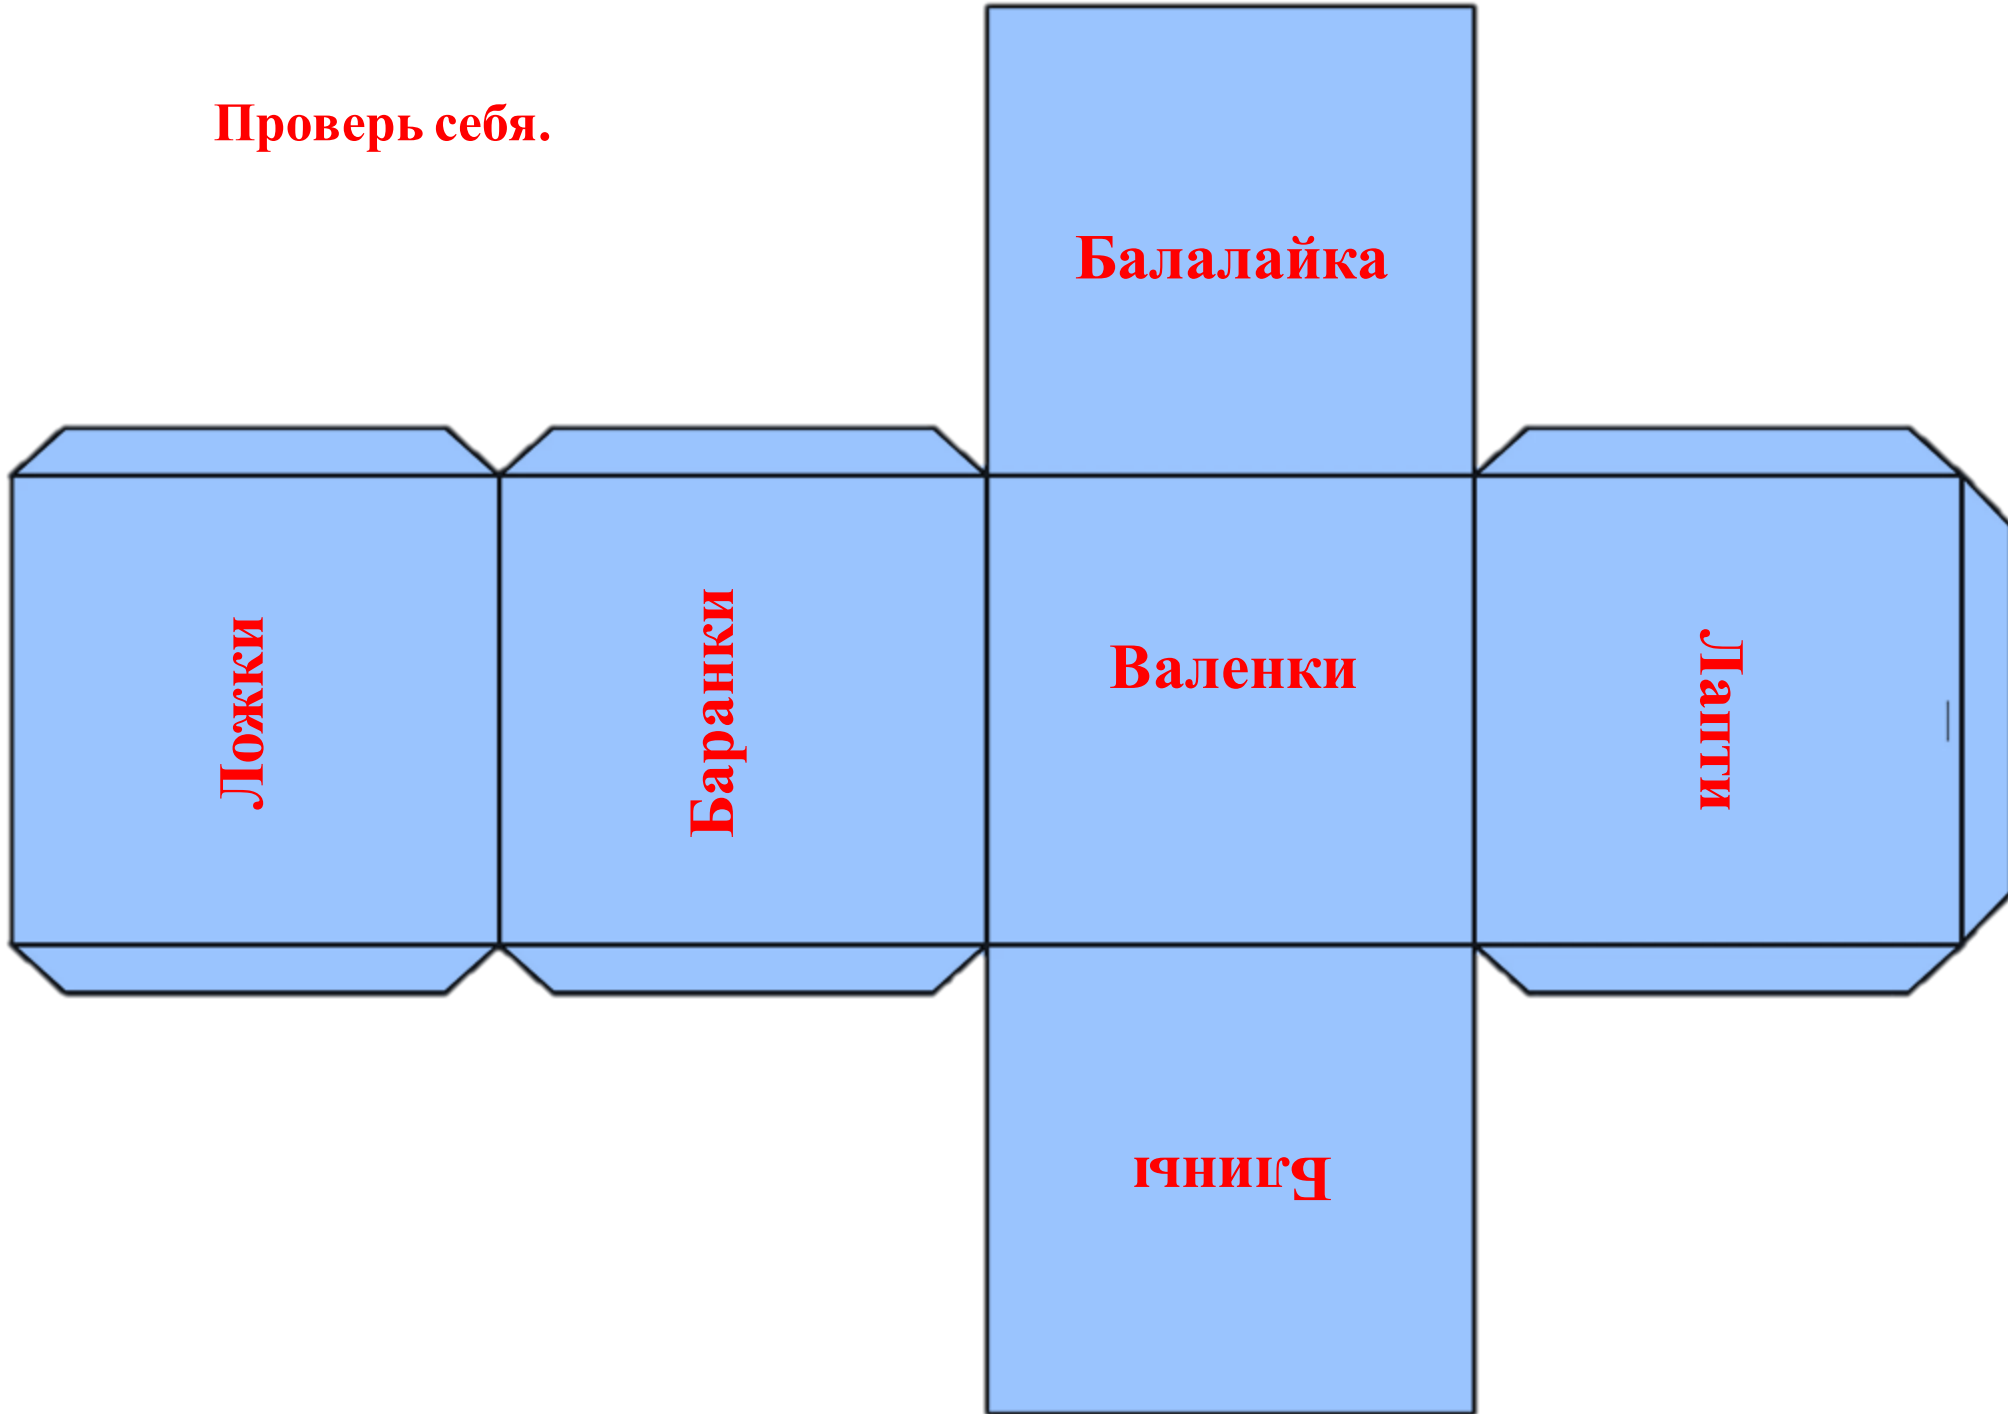 Проверь себя.
Балалайка
Ложки
Баранки
Валенки
Лапти
Блины